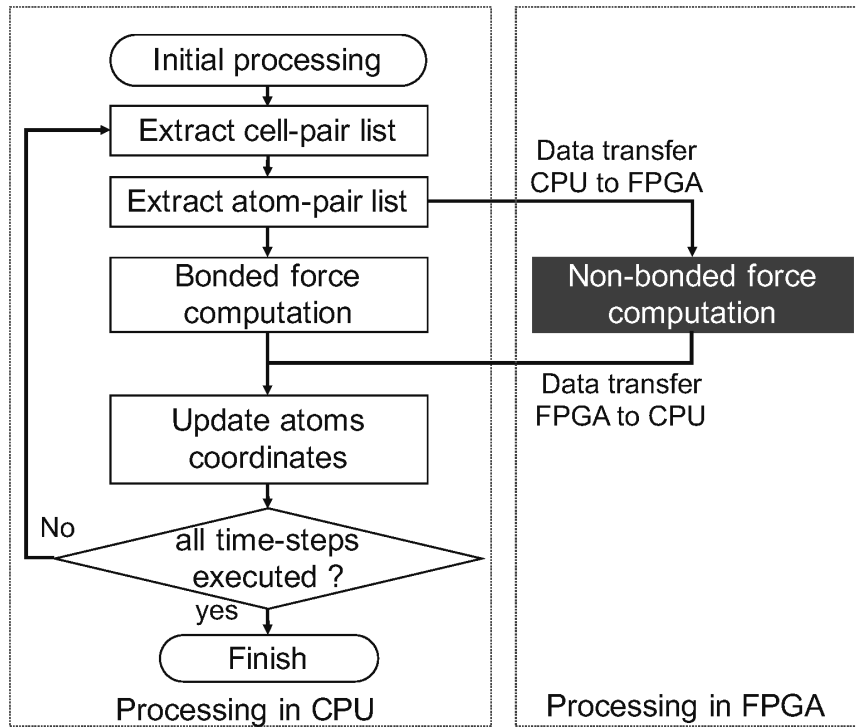 Initial processing
Extract cell-pair list
Data transfer
CPU to FPGA
Extract atom-pair list
Bonded force
computation
Non-bonded force
computation
Data transfer
FPGA to CPU
Update atoms
coordinates
No
all time-steps
executed ?
yes
Finish
Processing in CPU
Processing in FPGA